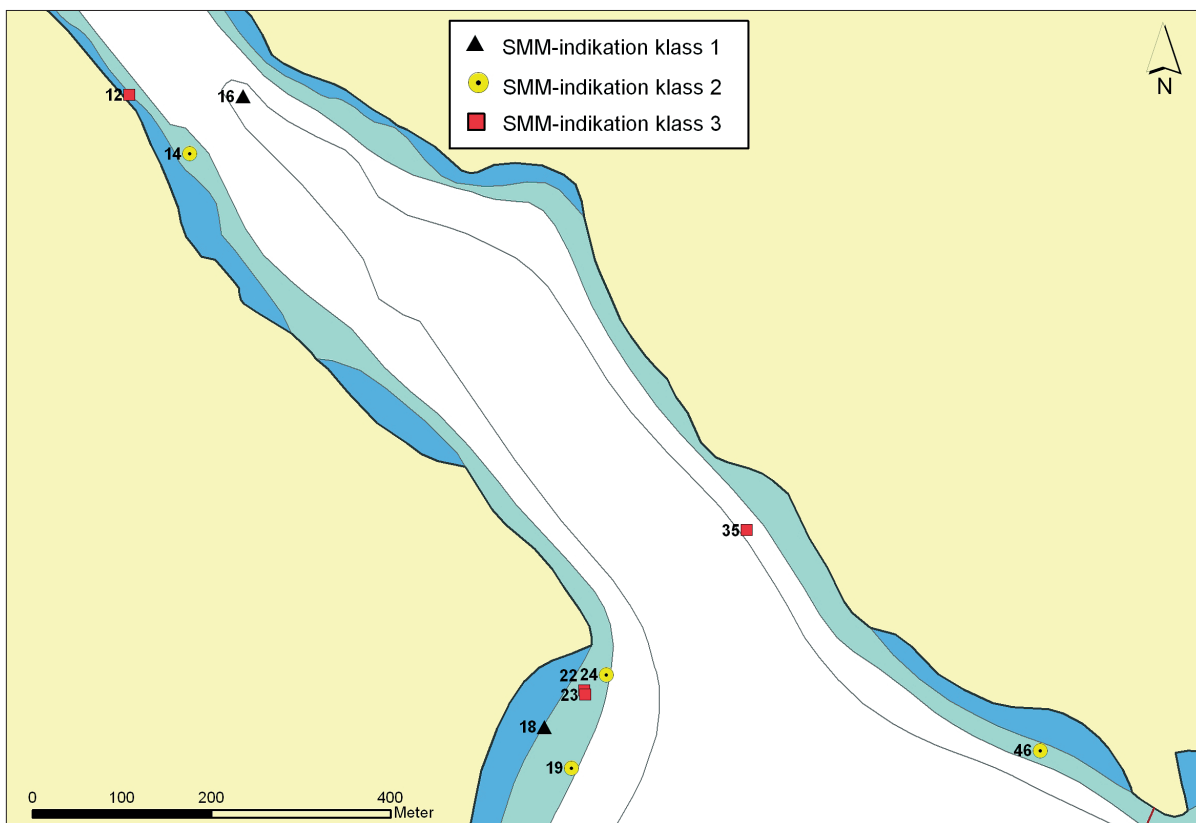 SMM-indikation klass 1
SMM-indikation klass 2
SMM-indikation klass 3
N
12
16
14
35
22 24
23
18
19
46
0 100 200 400
Meter